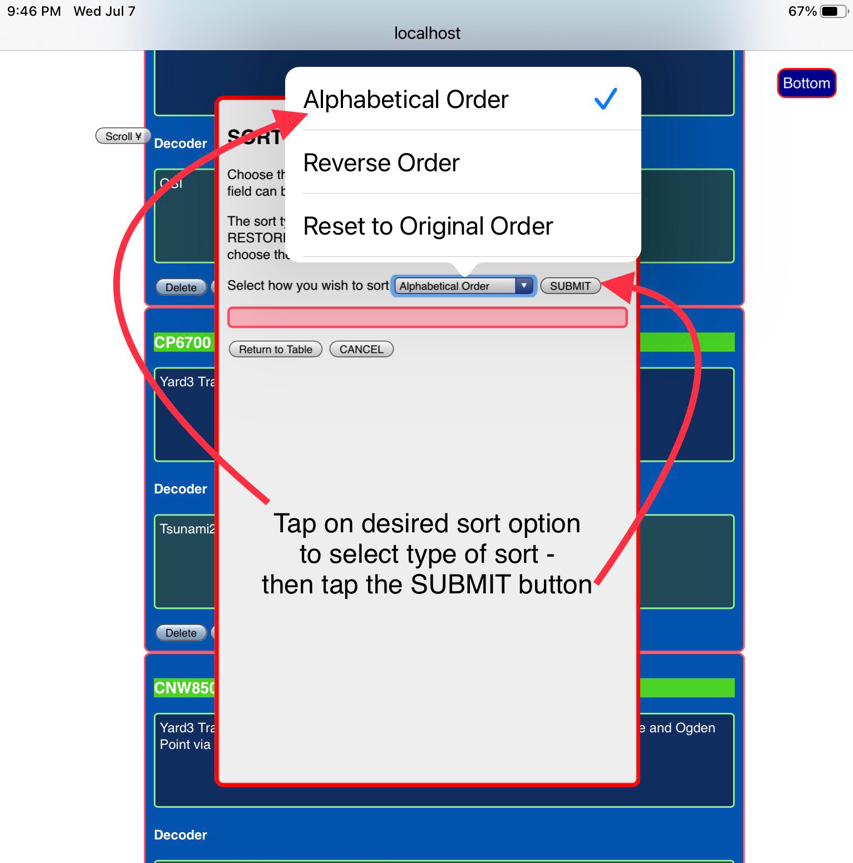 9:46 PM Wed Jul 7
67%
localhost
Bottom
Alphabetical Order
Reverse Order
Reset to Original Order
Scroll ¥
Decoder
SORT
Choose th
field can b
The sort ty
RESTORE
choose the
Delete
Select how you wish to sort Alphabetical Order SUBMIT
Return to Table CANCEL
CP6700
Yard3 Tra
Decoder
Tsunami2
Tap on desired sort option
to select type of sort -
then tap the SUBMIT button
Delete
CNW850
Yard3 Tra
e and Ogden
Point via
Decoder